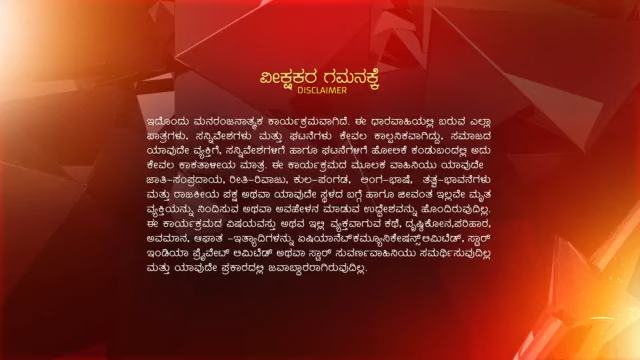 ವೀಕ್ಷಕರ ಗಮನಕ್ಕೆ
DISCLAIMER
ಇದೊಂದು ಮನರಂಜನಾತ್ಮಕ ಕಾರ್ಯಕ್ರಮವಾಗಿದೆ. ಈ ಧಾರವಾಹಿಯಲ್ಲಿ ಬರುವ ಎಲ್ಲಾ
ಪಾತ್ರಗಳು, ಸನ್ನಿವೇಶಗಳು ಮತ್ತು ಘಟನೆಗಳು ಕೇವಲ ಕಾಲ್ಪನಿಕವಾಗಿದ್ದು, ಸಮಾಜದ
ಯಾವುದೇ ವ್ಯಕ್ತಿಗೆ, ಸನ್ನಿವೇಶಗಳಿಗೆ ಹಾಗೂ ಘಟನೆಗಳಿಗೆ ಹೋಲಿಕೆ ಕಂಡುಬಂದಲ್ಲಿ ಅದು
ಕೇವಲ ಕಾಕತಾಳೀಯ ಮಾತ್ರ. ಈ ಕಾರ್ಯಕ್ರಮದ ಮೂಲಕ ವಾಹಿನಿಯು ಯಾವುದೇ
ಜಾತಿ-ಸಂಪ್ರದಾಯ, ರೀತಿ-ರಿವಾಜು, ಕುಲ-ಪಂಗಡ, ಲಿಂಗ-ಭಾಷೆ, ತತ್ವ-ಭಾವನೆಗಳು
ಮತ್ತು ರಾಜಕೀಯ ಪಕ್ಷ ಅಥವಾ ಯಾವುದೇ ಸ್ಥಳದ ಬಗ್ಗೆ ಹಾಗೂ ಜೀವಂತ ಇಲ್ಲವೇ ಮೃತ
ವ್ಯಕ್ತಿಯನ್ನು ನಿಂದಿಸುವ ಅಥವಾ ಅವಹೇಳನ ಮಾಡುವ ಉದ್ದೇಶವನ್ನು ಹೊಂದಿರುವುದಿಲ್ಲ.
ಈ ಕಾರ್ಯಕ್ರಮದ ವಿಷಯವಸ್ತು ಅಥವ ಇಲ್ಲಿ ವ್ಯಕ್ತವಾಗುವ ಕಥೆ, ದೃಷ್ಟಿಕೋನ,ಪರಿಹಾರ,
ಅವಮಾನ, ಆಘಾತ -ಇತ್ಯಾದಿಗಳನ್ನು ಏಷಿಯಾನೆಟ್‌ಕಮ್ಯೂನಿಕೇಷನ್ಸ್ ಲಿಮಿಟೆಡ್, ಸ್ಟಾರ್
ಇಂಡಿಯಾ ಪ್ರೈವೇಟ್ ಲಿಮಿಟೆಡ್ ಅಥವಾ ಸ್ಟಾರ್ ಸುವರ್ಣವಾಹಿನಿಯು ಸಮರ್ಥಿಸುವುದಿಲ್ಲ
ಮತ್ತು ಯಾವುದೇ ಪ್ರಕಾರದಲ್ಲಿ ಜವಾಬ್ದಾರರಾಗಿರುವುದಿಲ್ಲ.